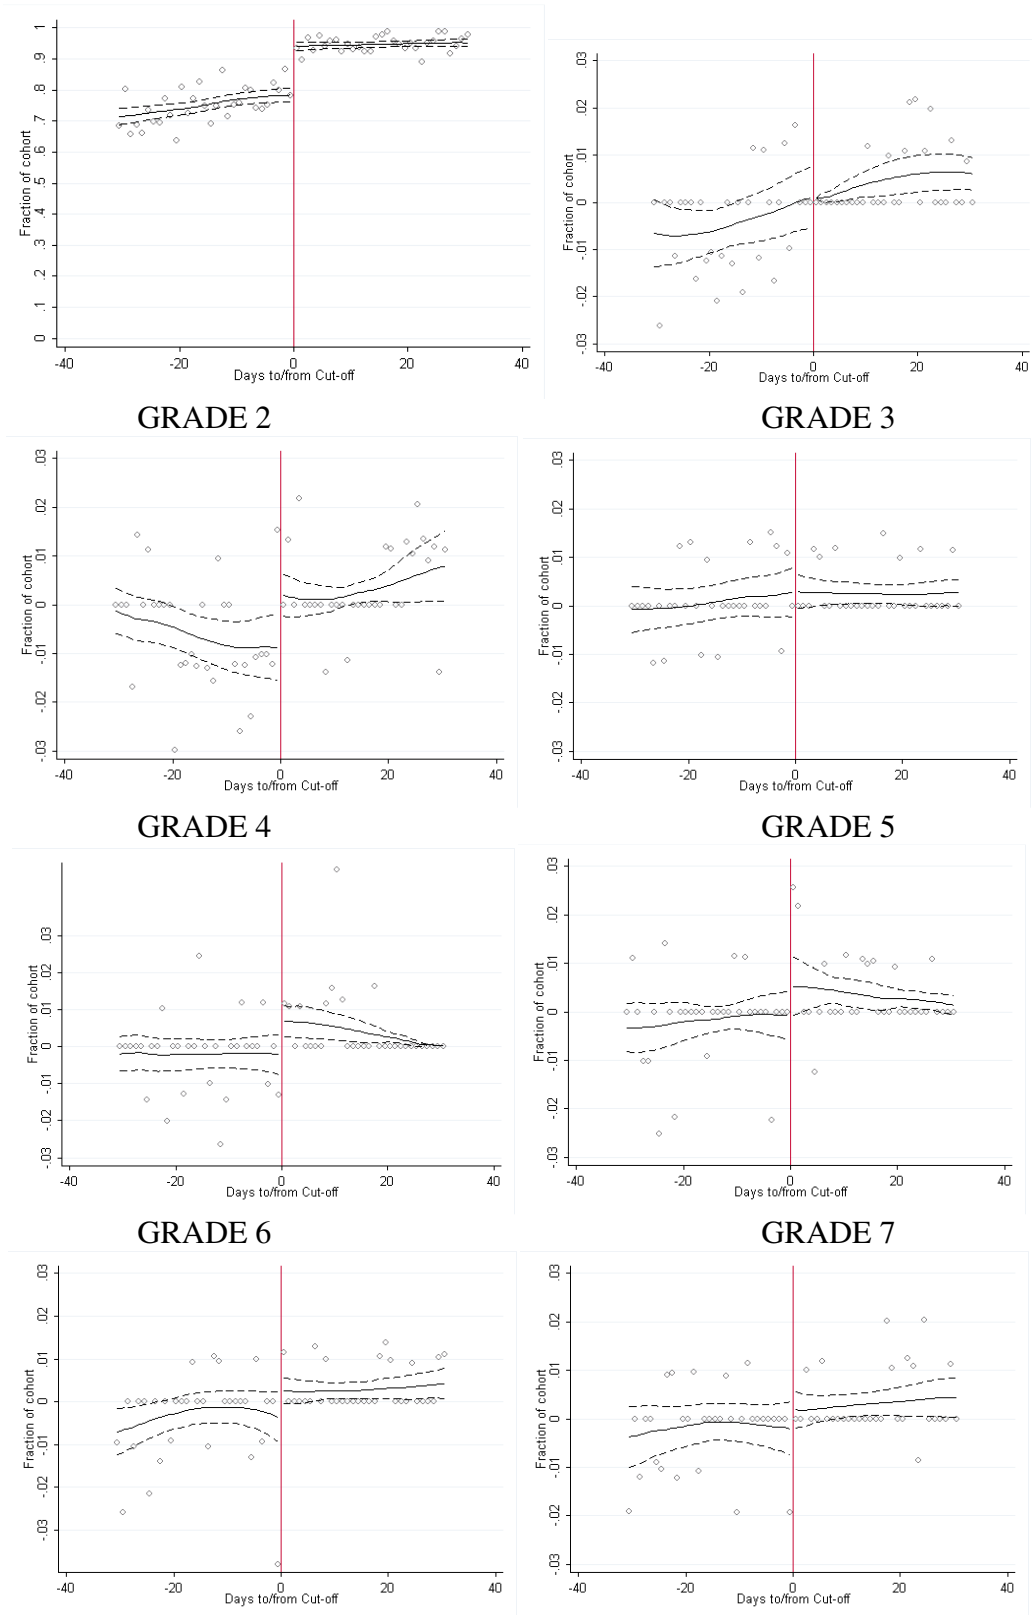 1
.9
.8
.7
.6
.5
.4
.3
.2
.1
0
Fraction of cohort
-40 -20 0 20 40
Days to/from Cut-off
.03
.02
.01
0
-.01
-.02
-.03
Fraction of cohort
-40 -20 0 20 40
Days to/from Cut-off
GRADE 2
GRADE 3
.03
.02
.01
0
-.01
-.02
-.03
Fraction of cohort
-40 -20 0 20 40
Days to/from Cut-off
.03
.02
.01
0
-.01
-.02
-.03
Fraction of cohort
-40 -20 0 20 40
Days to/from Cut-off
GRADE 4
GRADE 5
.03
.02
.01
0
-.01
-.02
-.03
Fraction of cohort
-40 -20 0 20 40
Days to/from Cut-off
.03
.02
.01
0
-.01
-.02
-.03
Fraction of cohort
-40 -20 0 20 40
Days to/from Cut-off
GRADE 6
GRADE 7
.03
.02
.01
0
-.01
-.02
-.03
Fraction of cohort
-40 -20 0 20 40
Days to/from Cut-off
.03
.02
.01
0
-.01
-.02
-.03
Fraction of cohort
-40 -20 0 20 40
Days to/from Cut-off